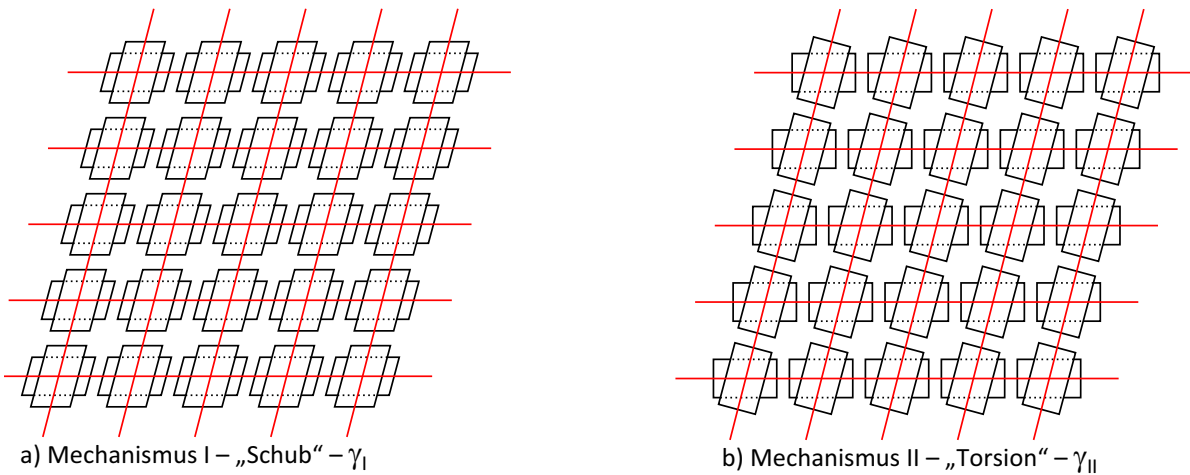 a) Mechanismus I – „Schub“ – γI
b) Mechanismus II – „Torsion“ – γII